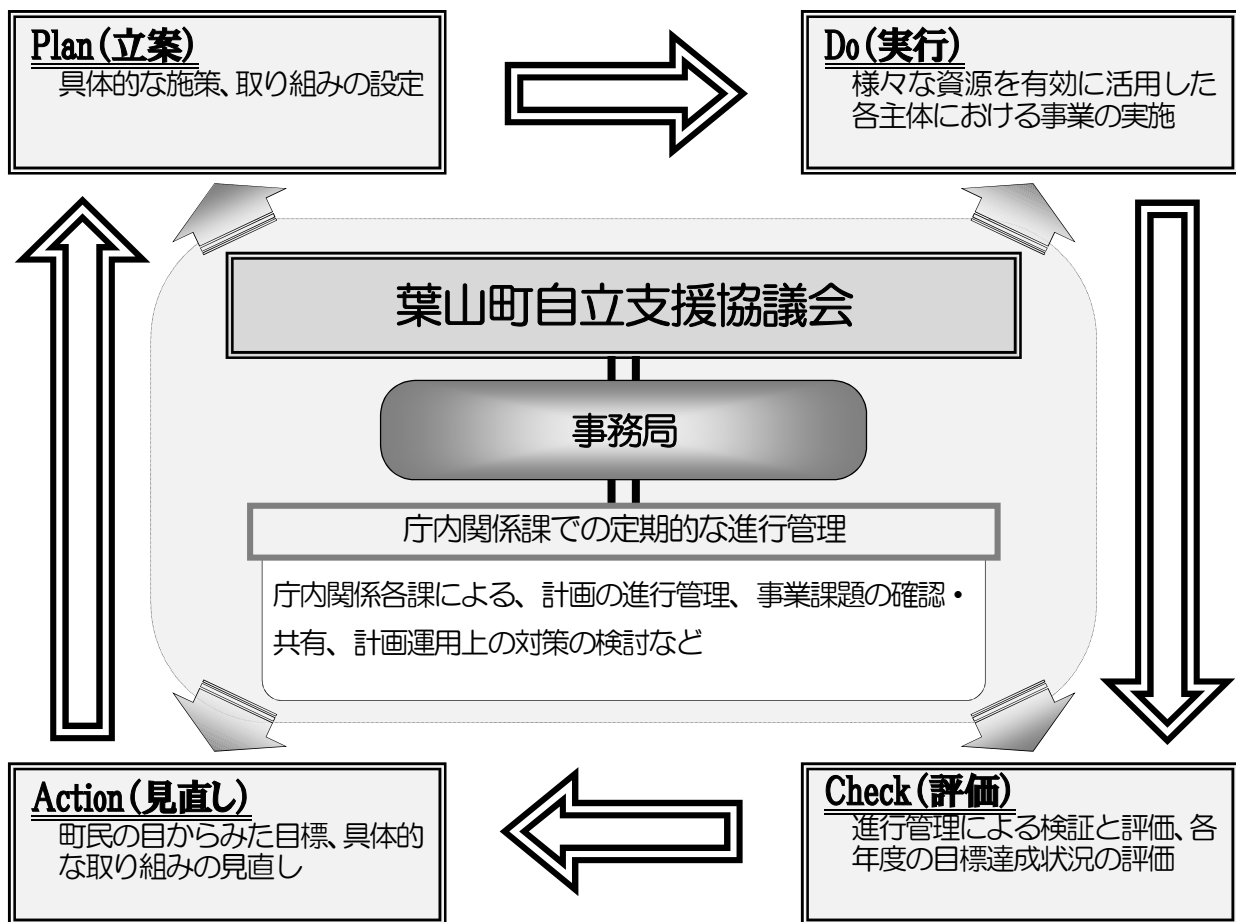 Plan(立案)
具体的な施策、取り組みの設定
Do(実行)
様々な資源を有効に活用した
各主体における事業の実施
葉山町自立支援協議会
事務局
庁内関係課での定期的な進行管理
庁内関係各課による、計画の進行管理、事業課題の確認・
共有、計画運用上の対策の検討など
Action(見直し)
町民の目からみた目標、具体的
な取り組みの見直し
Check(評価)
進行管理による検証と評価、各
年度の目標達成状況の評価